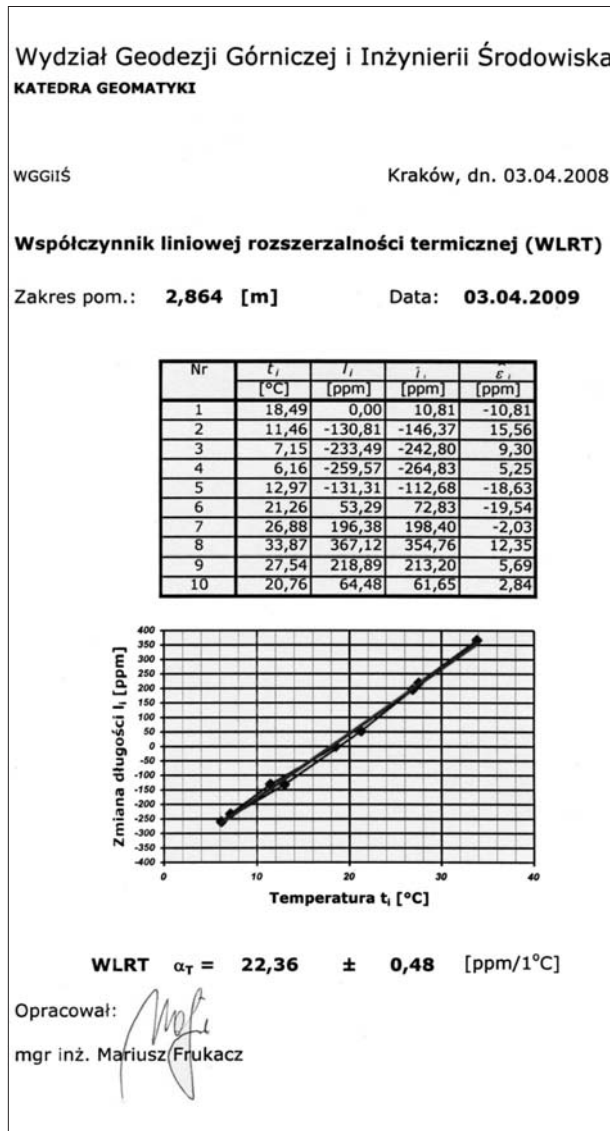 Wydział Geodezji Górniczej i Inżynierii Środowiska
KATEDRA GEOMATYKI
WGGiIŚ Kraków, dn. 03.04.2008
Współczynnik liniowej rozszerzalności termicznej (WLRT)
Zakres pom.: 2,864 [m] Data: 03.04.2009
Nr t i l i l̂ i ε̂ i
[°C] [ppm] [ppm] [ppm]
1 18,49 0,00 10,81 -10,81
2 11,46 -130,81 -146,37 15,56
3 7,15 -233,49 -242,80 9,30
4 6,16 -259,57 -264,83 5,25
5 12,97 -131,31 -112,68 -18,63
6 21,26 53,29 72,83 -19,54
7 26,88 196,38 198,40 -2,03
8 33,87 367,12 354,76 12,35
9 27,54 218,89 213,20 5,69
10 20,76 64,48 61,65 2,84
Zmiana długości li [ppm]
400
350
300
250
200
150
100
50
0
-50
-100
-150
-200
-250
-300
-350
-400
0 10 20 30 40
Temperatura ti [°C]
WLRT αT = 22,36 ± 0,48 [ppm/1°C]
Opracował:
mgr inż. Mariusz Frukacz